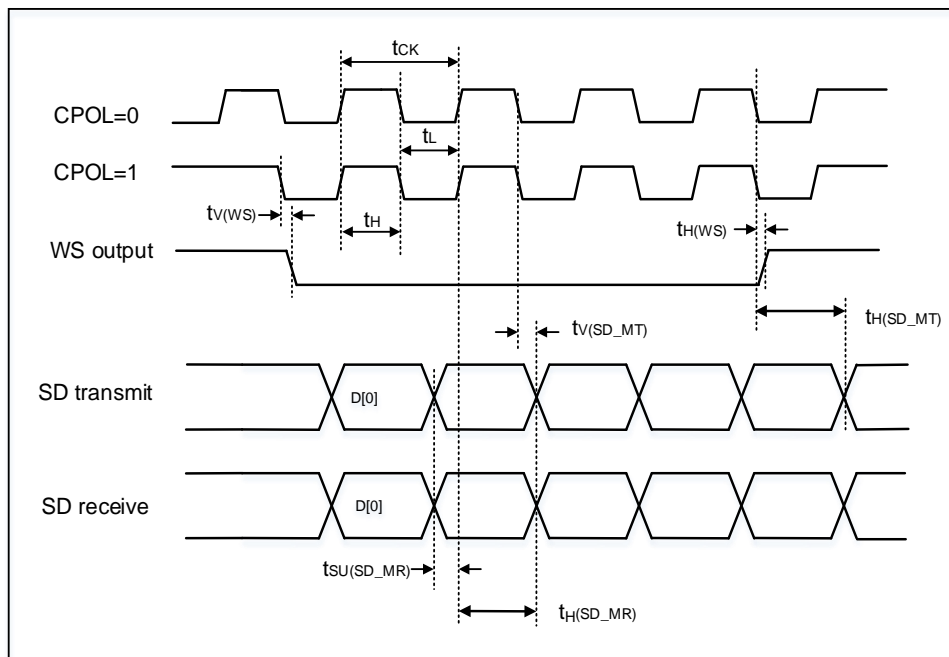 tCK
CPOL=0
tL
CPOL=1
tV(WS)
tH
tH(WS)
WS output
tV(SD_MT)
tH(SD_MT)
SD transmit
D[0]
SD receive
D[0]
tSU(SD_MR)
tH(SD_MR)